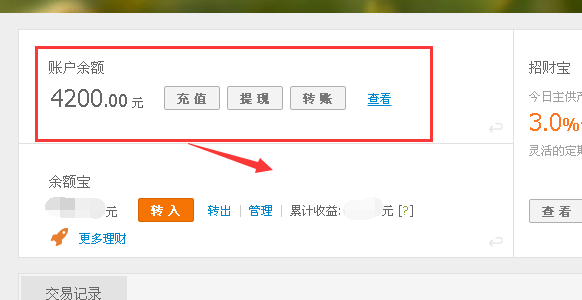 账户余额
4200.00 元 充 值 提 现 转 账 查看
余额宝
元 转 入 转出 | 管理 | 累计收益: 元 [?]
更多理财
交易记录
招财宝
今日主供
3.0%
灵活的定期
查 看